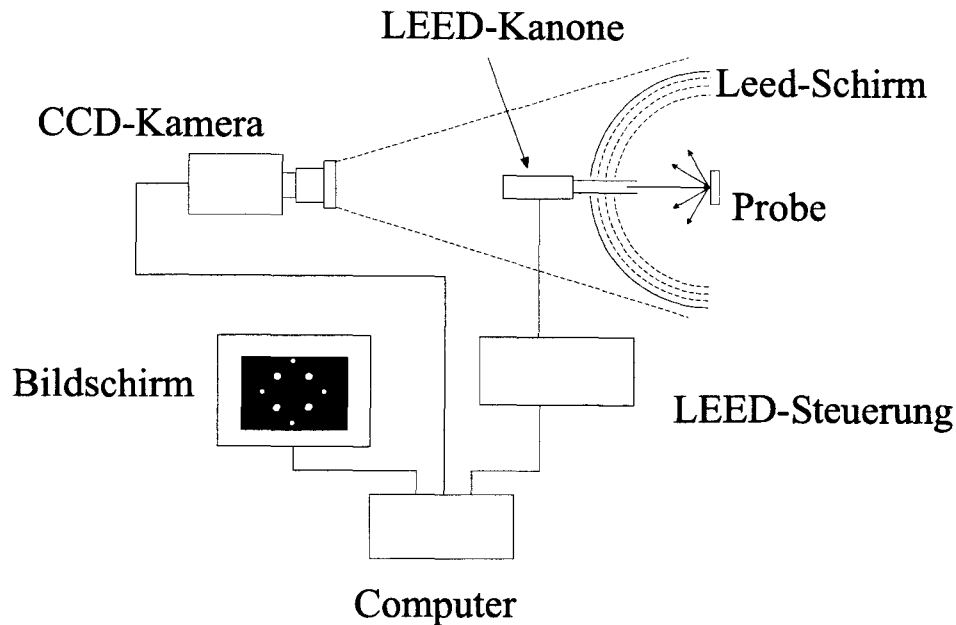 LEED-Kanone
Leed-Schirm
CCD-Kamera
Probe
Bildschirm
LEED-Steuerung
Computer